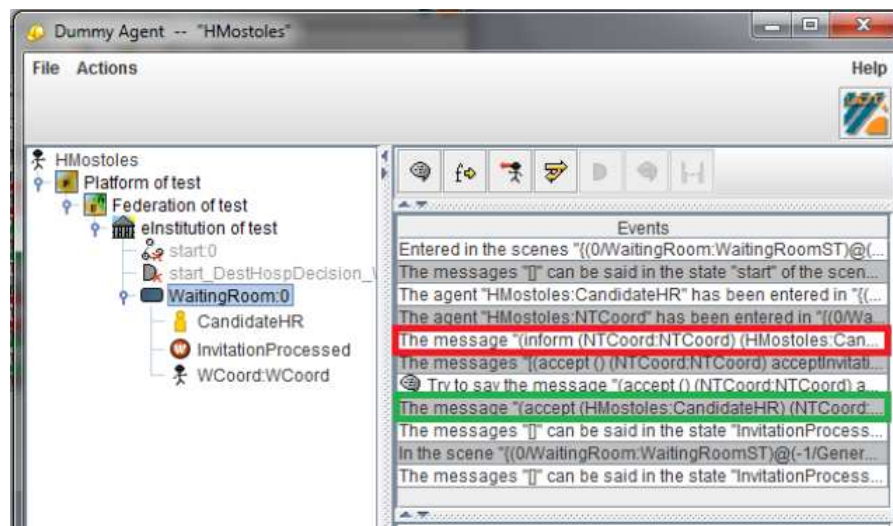 Dummy Agent -- "HMostoles"
File Actions
Help
HMostoles
Platform of test
Federation of test
eInstitution of test
start:0
start_DestHospDecision_
WaitingRoom:0
CandidateHR
InvitationProcessed
WCoord:WCoord
Events
Entered in the scenes "{(0/WaitingRoom:WaitingRoomST)@(...
The messages "[]" can be said in the state "start" of the scen...
The agent "HMostoles:CandidateHR" has been entered in "{(...
The agent "HMostoles:NTCoord" has been entered in "{(0/Wa...
The message "(inform (NTCoord:NTCoord) (HMostoles:Can...
The messages "[(accept () (NTCoord:NTCoord) acceptInvitati...
Try to say the message "(accept () (NTCoord:NTCoord) a...
The message "(accept (HMostoles:CandidateHR) (NTCoord:...
The messages "[]" can be said in the state "InvitationProcess...
In the scene "{(0/WaitingRoom:WaitingRoomST)@(-1/Gener...
The messages "[]" can be said in the state "InvitationProcess...